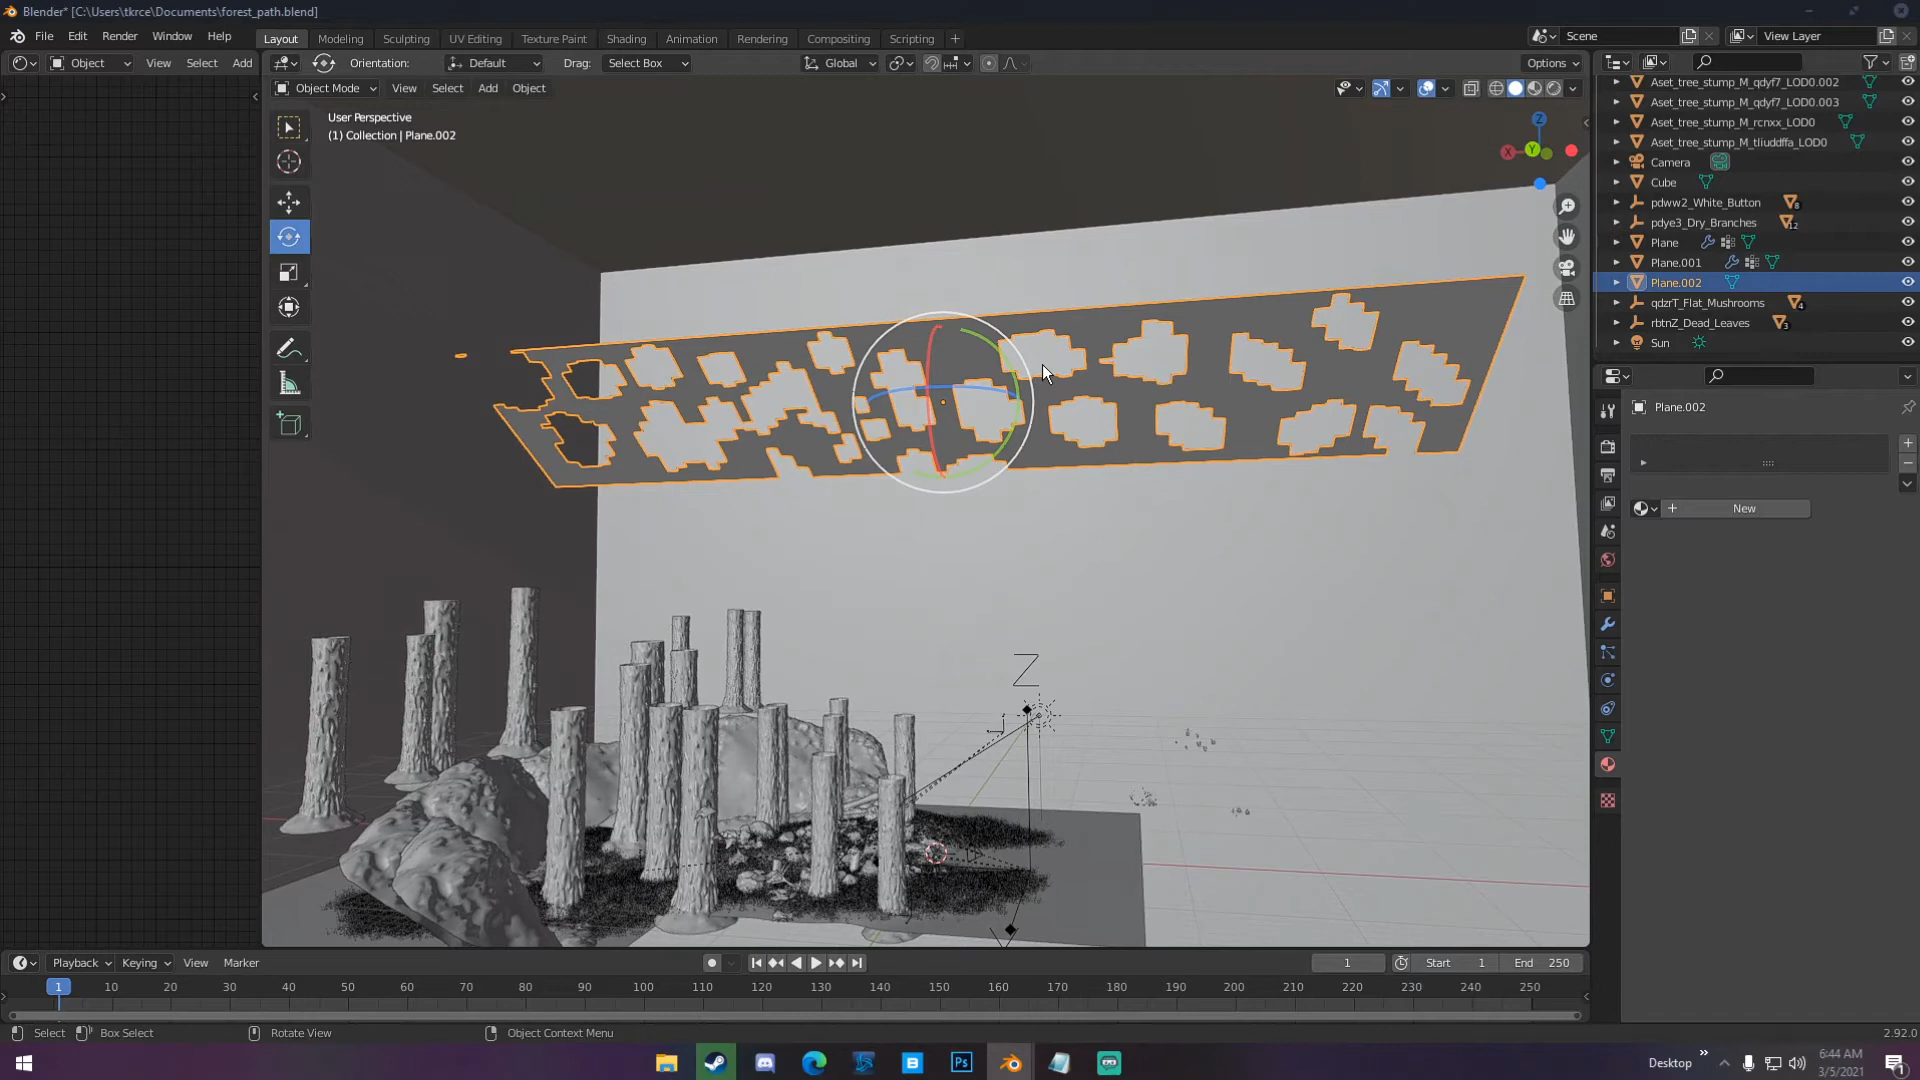 Blender* [C:\Users\tkrce\Documents\forest_path.blend]
File Edit Render Window Help
Layout Modeling Sculpting UV Editing Texture Paint Shading Animation Rendering Compositing Scripting
Scene View Layer
Object View Select Add
Orientation: Default Drag: Select Box Global Options
Object Mode View Select Add Object
User Perspective
(1) Collection | Plane.002
Z
X
Y
Aset_tree_stump_M_qdyf7_LOD0.002
Aset_tree_stump_M_qdyf7_LOD0.003
Aset_tree_stump_M_rcnxx_LOD0
Aset_tree_stump_M_tliuddffa_LOD0
Camera
Cube
pdww2_White_Button 8
pdye3_Dry_Branches 12
Plane
Plane.001
Plane.002
qdzrT_Flat_Mushrooms 4
rbtnZ_Dead_Leaves 3
Sun
Plane.002
New
Z
Playback Keying View Marker
1 Start 1 End 250
1 10 20 30 40 50 60 70 80 90 100 110 120 130 140 150 160 170 180 190 200 210 220 230 240 250
Select Box Select Rotate View Object Context Menu 2.92.0
Desktop 6:44 AM
3/5/2021